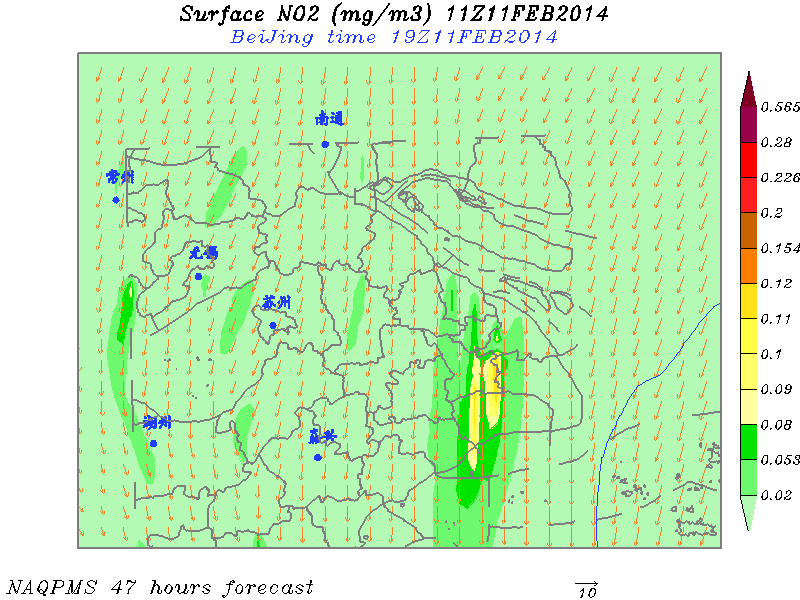 Surface NO2 (mg/m3) 11Z11FEB2014
BeiJing time 19Z11FEB2014
南通
常州
无锡
苏州
湖州
嘉兴
0.565
0.28
0.226
0.2
0.154
0.12
0.11
0.1
0.09
0.08
0.053
0.02
NAQPMS 47 hours forecast
10